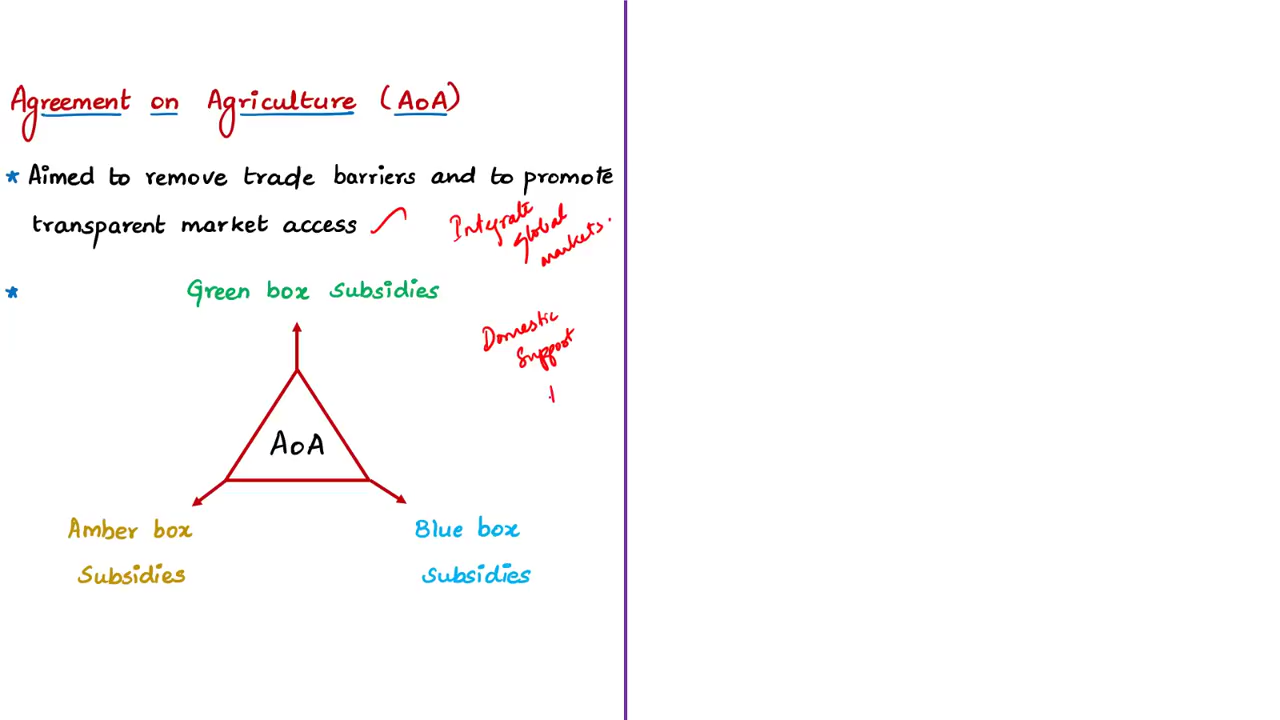 Agreement on Agriculture (AoA)
* Aimed to remove trade barriers and to promote
transparent market access
Integrate
global
markets.
* Green box subsidies
Domestic
Support
AoA
Amber box
Subsidies
Blue box
Subsidies